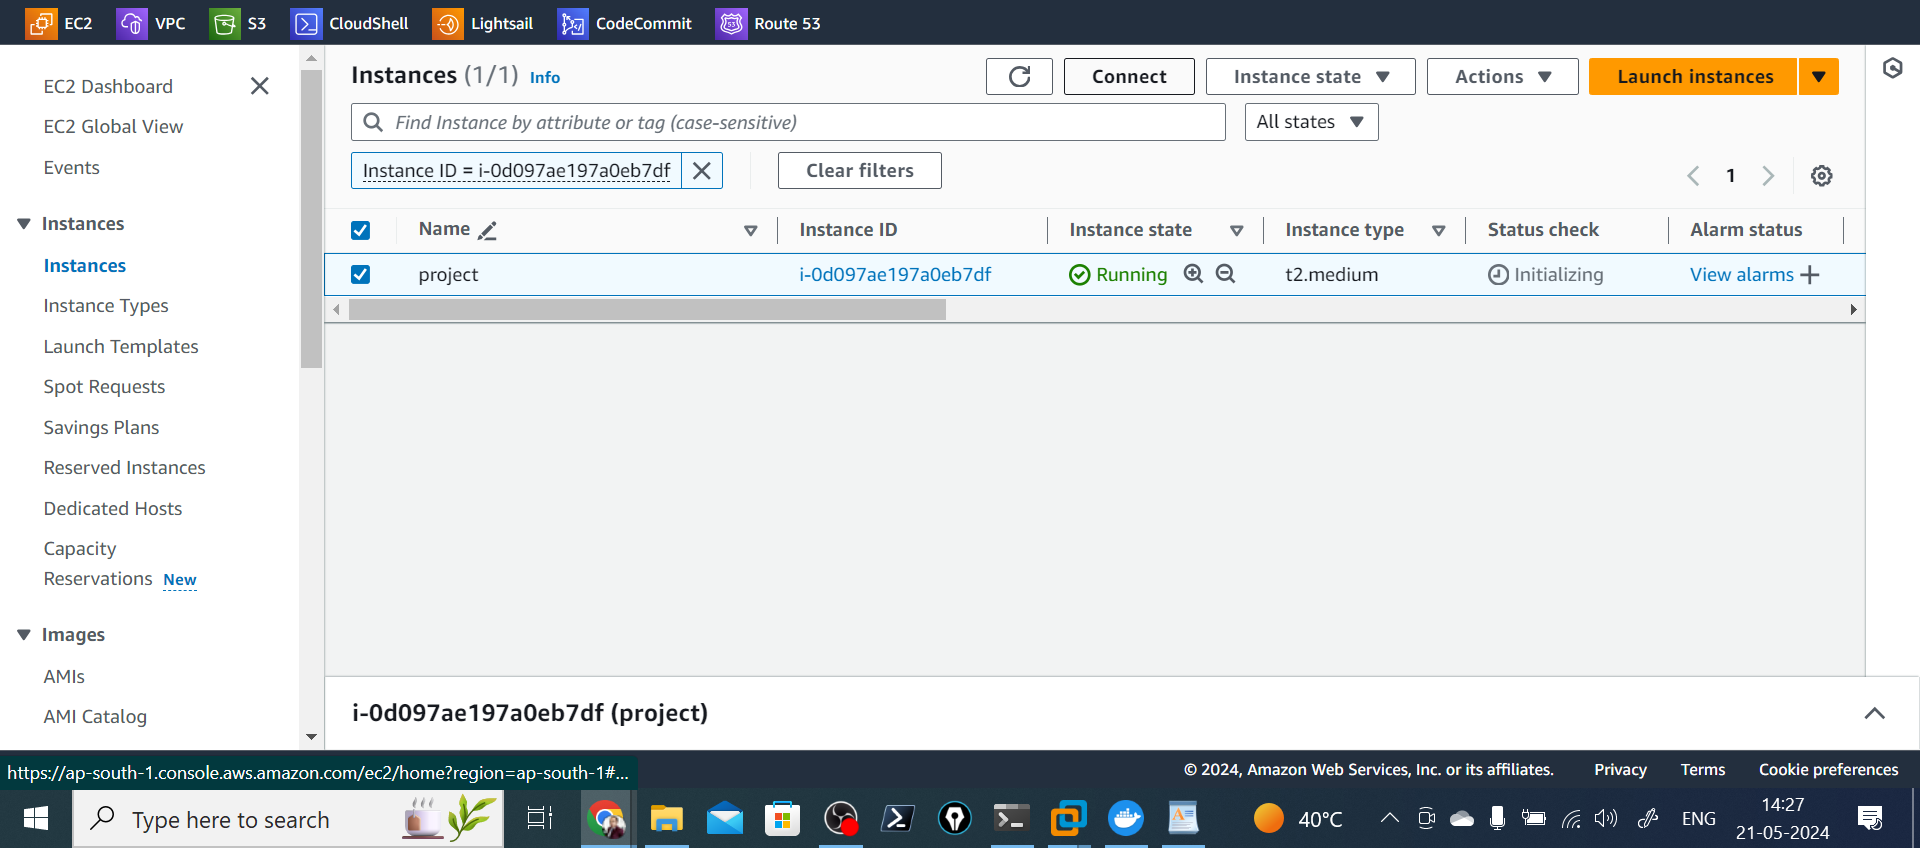 EC2 VPC S3 CloudShell Lightsail CodeCommit Route 53
EC2 Dashboard
EC2 Global View
Events
Instances
Instances
Instance Types
Launch Templates
Spot Requests
Savings Plans
Reserved Instances
Dedicated Hosts
Capacity
Reservations New
Images
AMIs
AMI Catalog
Instances (1/1) Info
Connect Instance state Actions Launch instances
Find Instance by attribute or tag (case-sensitive)
All states
Instance ID = i-0d097ae197a0eb7df
Clear filters
1
Name Instance ID Instance state Instance type Status check Alarm status
project i-0d097ae197a0eb7df Running t2.medium Initializing View alarms
i-0d097ae197a0eb7df (project)
https://ap-south-1.console.aws.amazon.com/ec2/home?region=ap-south-1#...
© 2024, Amazon Web Services, Inc. or its affiliates. Privacy Terms Cookie preferences
Type here to search
40°C
ENG
14:27
21-05-2024